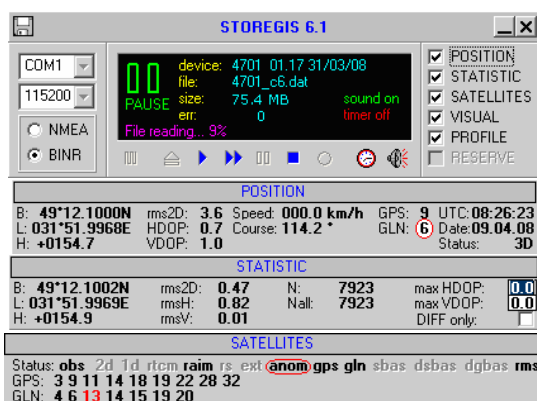 STOREGIS 6.1
COM1
115200
NMEA
BINR
PAUSE
device: 4701 01.17 31/03/08
file: 4701_c6.dat
size: 75.4 MB sound on
err: 0 timer off
File reading... 9%
POSITION
STATISTIC
SATELLITES
VISUAL
PROFILE
RESERVE
POSITION
B: 49°12.1000N rms2D: 3.6 Speed: 000.0 km/h GPS: 9 UTC: 08:26:23
L: 031°51.9968E HDOP: 0.7 Course: 114.2 ° GLN: 6 Date: 09.04.08
H: +0154.7 VDOP: 1.0 Status: 3D
STATISTIC
B: 49°12.1002N rms2D: 0.47 N: 7923 max HDOP: 0.0
L: 031°51.9969E rmsH: 0.82 Nall: 7923 max VDOP: 0.0
H: +0154.9 rmsV: 0.01 DIFF only:
SATELLITES
Status: obs 2d 1d rtcm raim rs ext anom gps gln sbas dsbas dgbas rms
GPS: 3 9 11 14 18 19 22 28 32
GLN: 4 6 13 14 15 19 20